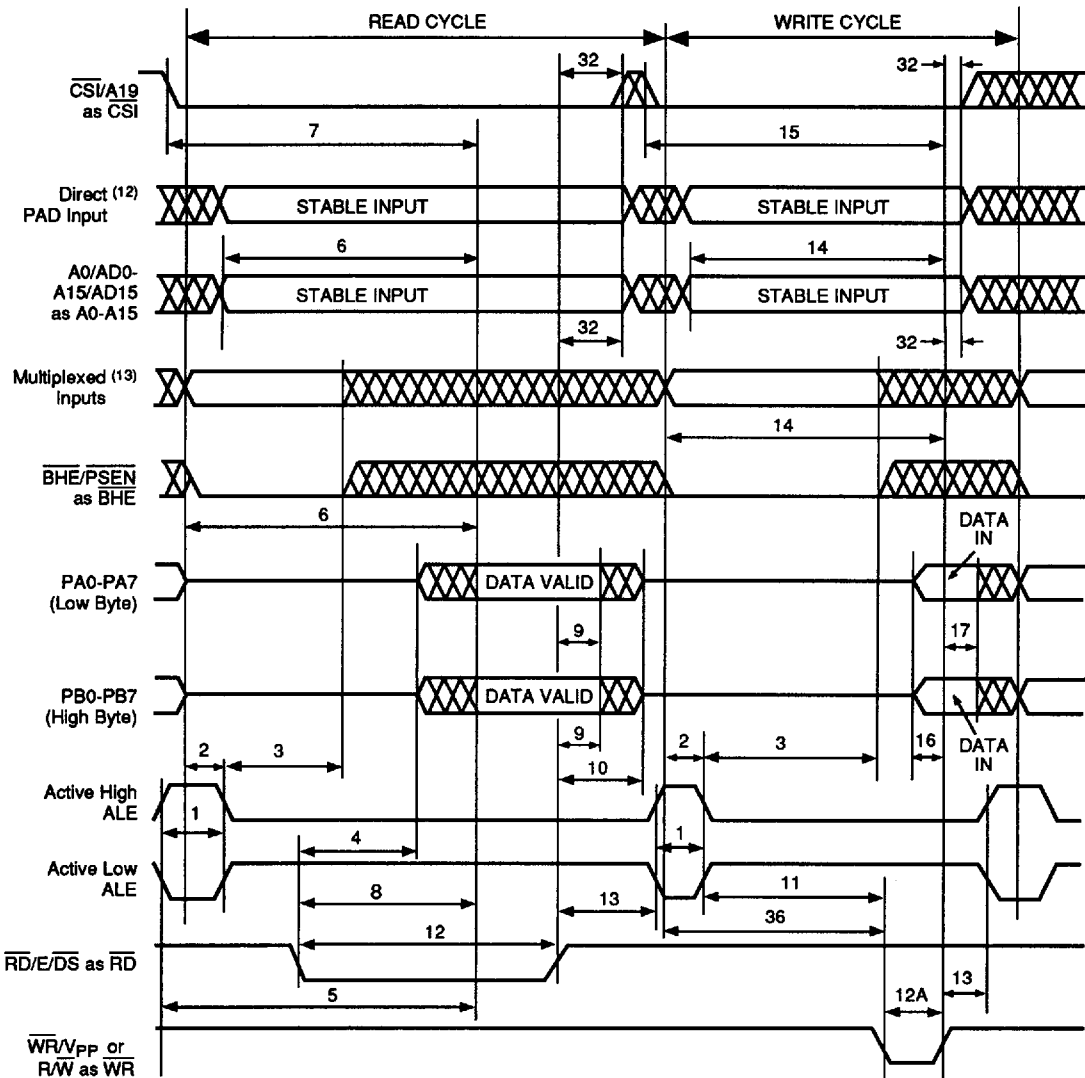 READ CYCLE
WRITE CYCLE
32
32
CSI/A19
as CSI
7
15
Direct (12)
PAD Input
STABLE INPUT
STABLE INPUT
6
14
A0/AD0-
A15/AD15
as A0-A15
STABLE INPUT
STABLE INPUT
32
32
Multiplexed (13)
Inputs
14
BHE/PSEN
as BHE
6
DATA
IN
PA0-PA7
(Low Byte)
DATA VALID
9
17
PB0-PB7
(High Byte)
DATA VALID
9
2
3
10
2
3
16
DATA
IN
Active High
ALE
1
4
1
Active Low
ALE
8
13
11
36
12
RD/E/DS as RD
5
12A
13
WR/VPP or
R/W as WR